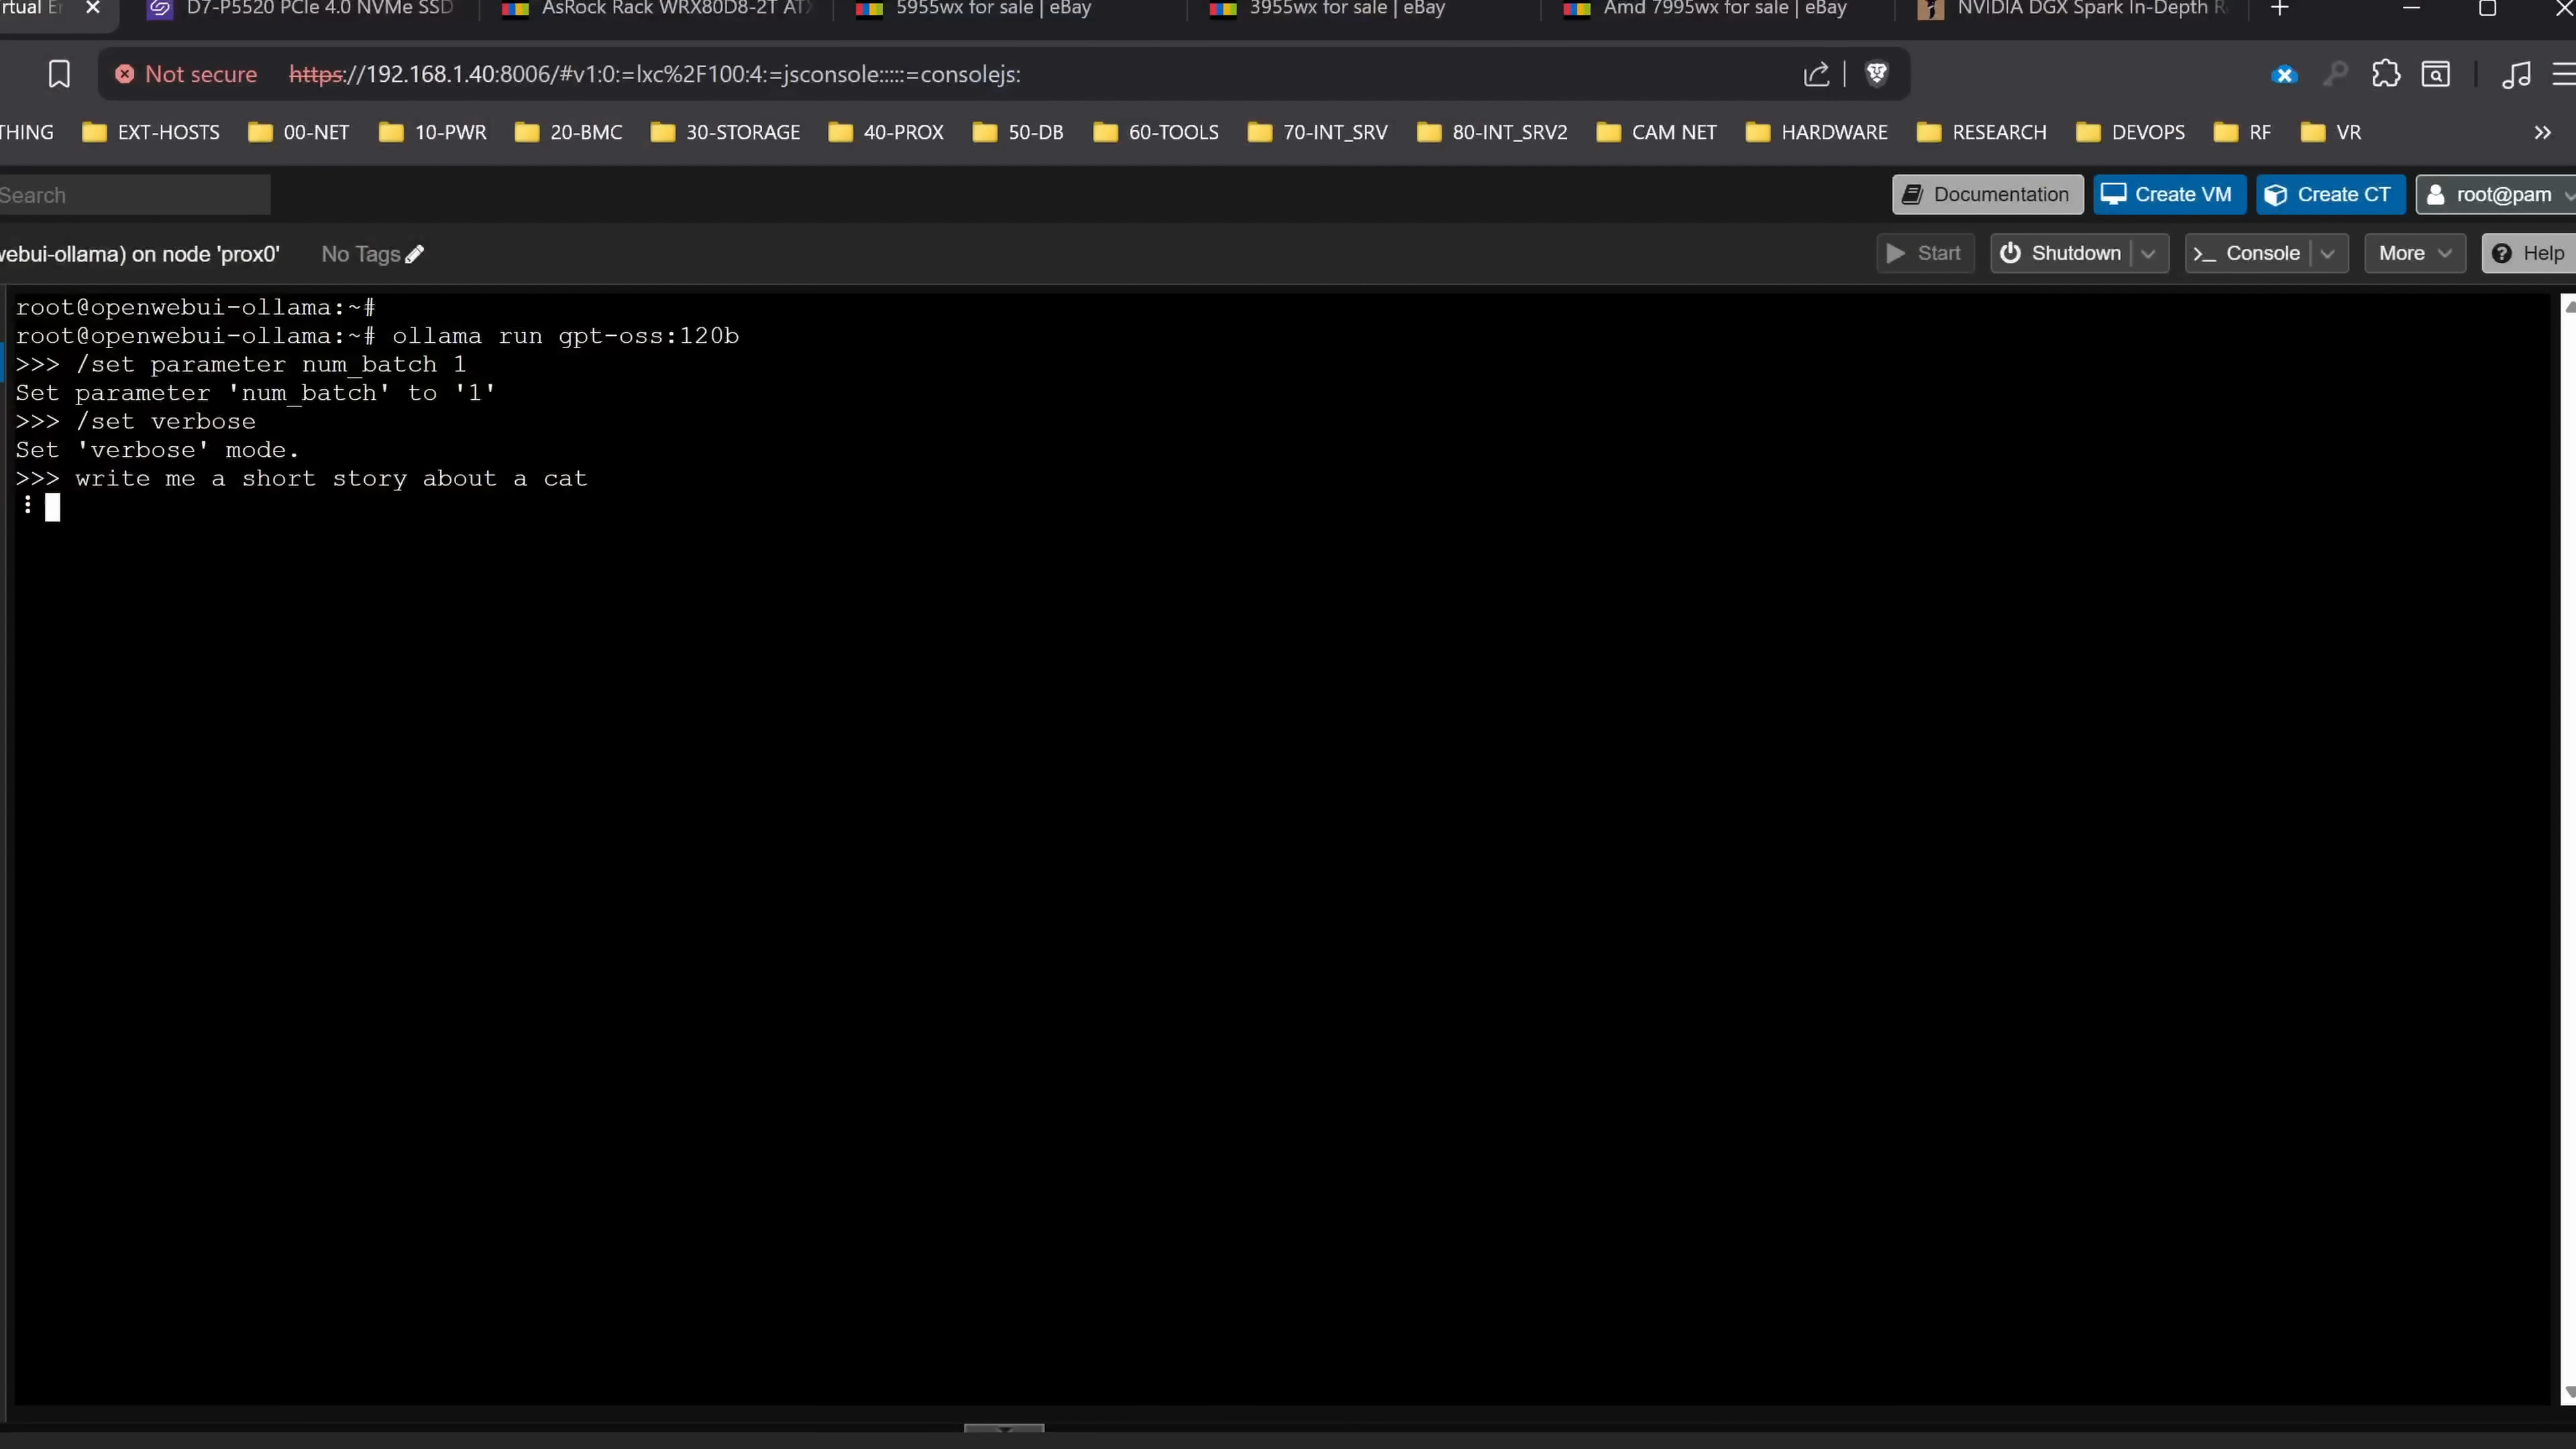 rtual E
D7-P5520 PCIe 4.0 NVMe SSD
AsRock Rack WRX80D8-2T AT
5955wx for sale | eBay
3955wx for sale | eBay
Amd 7995wx for sale | eBay
NVIDIA DGX Spark In-Depth R
Not secure https://192.168.1.40:8006/#v1:0:=lxc%2F100:4:=jsconsole:::::=consolejs:
THING EXT-HOSTS 00-NET 10-PWR 20-BMC 30-STORAGE 40-PROX 50-DB 60-TOOLS 70-INT_SRV 80-INT_SRV2 CAM NET HARDWARE RESEARCH DEVOPS RF VR
Search Documentation Create VM Create CT root@pam
webui-ollama) on node 'prox0' No Tags Start Shutdown Console More Help
root@openwebui-ollama:~#
root@openwebui-ollama:~# ollama run gpt-oss:120b
>>> /set parameter num_batch 1
Set parameter 'num_batch' to '1'
>>> /set verbose
Set 'verbose' mode.
>>> write me a short story about a cat